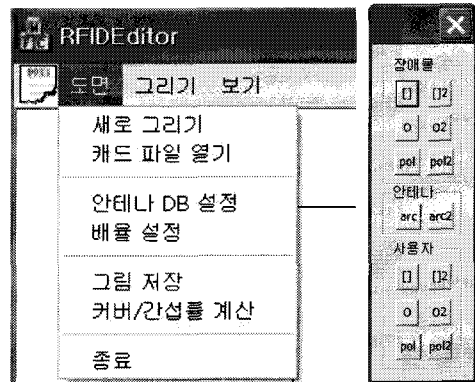 RFIDEditor
도면 그리기 보기
새로 그리기
캐드 파일 열기
안테나 DB 설정
배율 설정
그림 저장
커버/간섭률 계산
종료
장애물
[] []2
o o2
pol pol2
안테나
arc arc2
사용자
[] []2
o o2
pol pol2